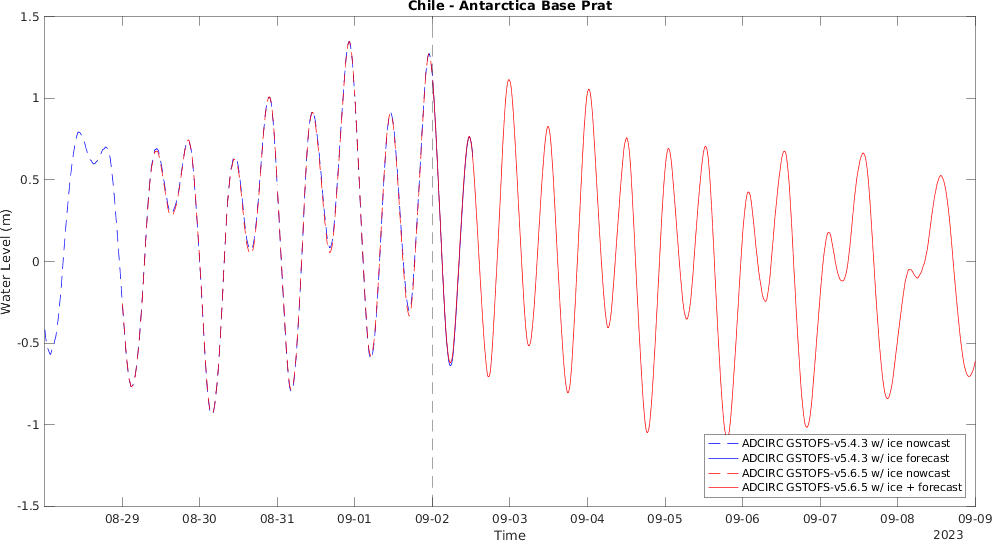 Chile - Antarctica Base Prat
1.5
1
0.5
0
-0.5
-1
-1.5
Water Level (m)
08-29 08-30 08-31 09-01 09-02 09-03 09-04 09-05 09-06 09-07 09-08 09-09
Time
2023
ADCIRC GSTOFS-v5.4.3 w/ ice nowcast
ADCIRC GSTOFS-v5.4.3 w/ ice forecast
ADCIRC GSTOFS-v5.6.5 w/ ice nowcast
ADCIRC GSTOFS-v5.6.5 w/ ice + forecast